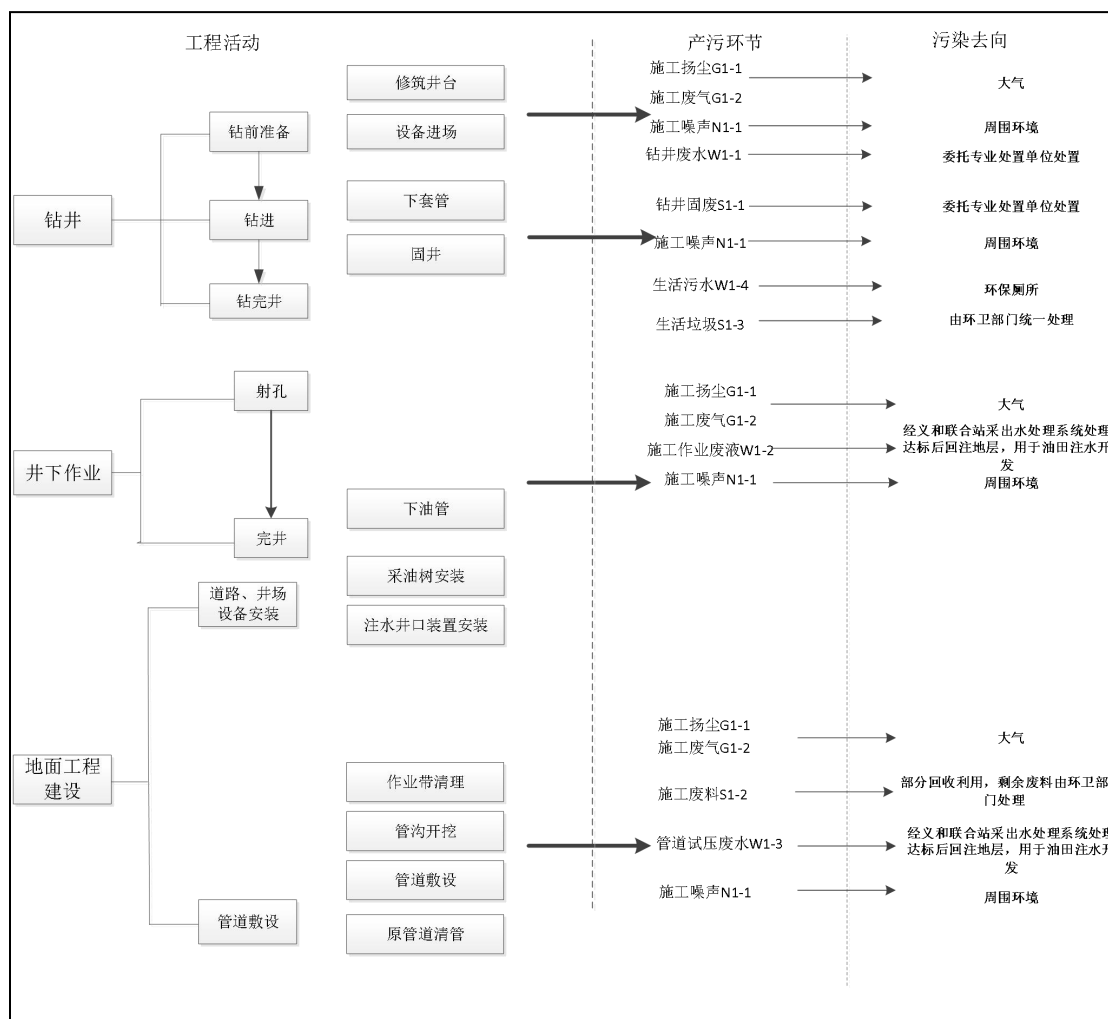 工程活动
产污环节
污染去向
修筑井台
设备进场
下套管
固井
钻前准备
钻进
钻完井
钻井
施工扬尘G1-1
施工废气G1-2
大气
施工噪声N1-1
周围环境
钻井废水W1-1
委托专业处置单位处置
钻井固废S1-1
委托专业处置单位处置
施工噪声N1-1
周围环境
生活污水W1-4
环保厕所
生活垃圾S1-3
由环卫部门统一处理
射孔
井下作业
完井
下油管
采油树安装
注水井口装置安装
施工扬尘G1-1
施工废气G1-2
大气
施工作业废液W1-2
经义和联合站采出水处理系统处理
达标后回注地层，用于油田注水开
发
施工噪声N1-1
周围环境
道路、井场
设备安装
地面工程
建设
管道敷设
作业带清理
管沟开挖
管道敷设
原管道清管
施工扬尘G1-1
施工废气G1-2
大气
施工废料S1-2
部分回收利用，剩余废料由环卫部
门处理
管道试压废水W1-3
经义和联合站采出水处理系统处理
达标后回注地层，用于油田注水开
发
施工噪声N1-1
周围环境